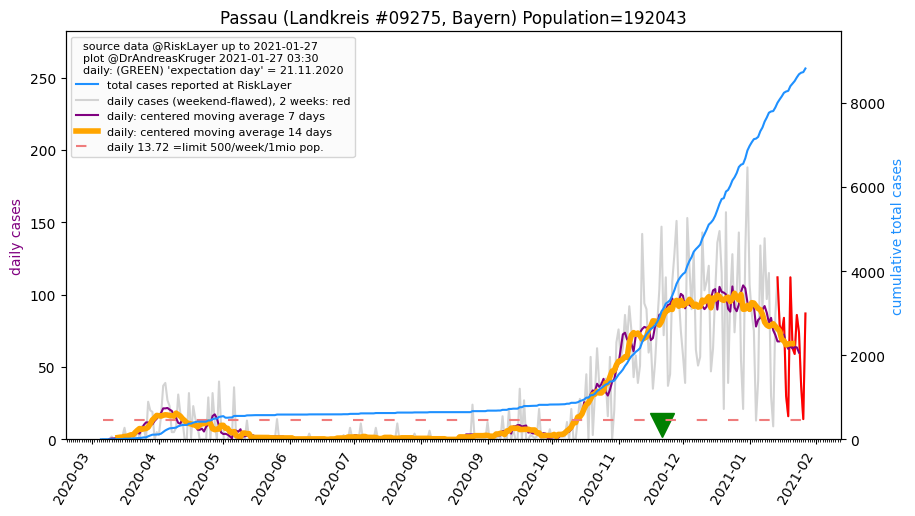 Passau (Landkreis #09275, Bayern) Population=192043
source data @RiskLayer up to 2021-01-27
plot @DrAndreasKruger 2021-01-27 03:30
daily: (GREEN) 'expectation day' = 21.11.2020
total cases reported at RiskLayer
daily cases (weekend-flawed), 2 weeks: red
daily: centered moving average 7 days
daily: centered moving average 14 days
daily 13.72 =limit 500/week/1mio pop.
daily cases
250
200
150
100
50
0
8000
6000
4000
2000
0
cumulative total cases
2020-03
2020-04
2020-05
2020-06
2020-07
2020-08
2020-09
2020-10
2020-11
2020-12
2021-01
2021-02